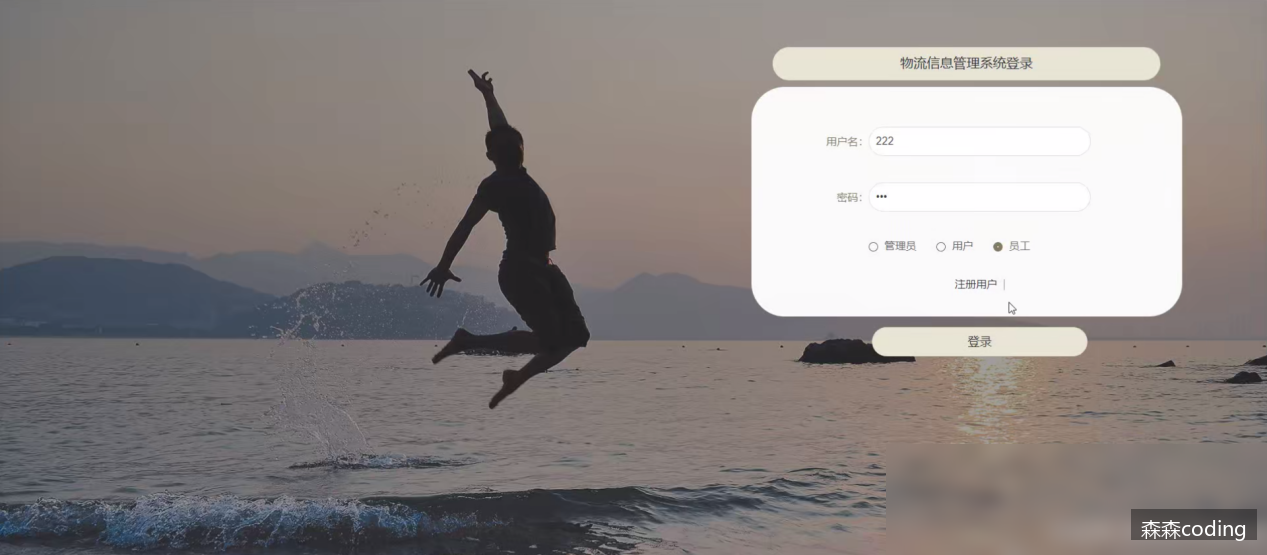 物流信息管理系统登录
用户名： 222
密码： •••
管理员 用户 员工
注册用户 |
登录
森森coding